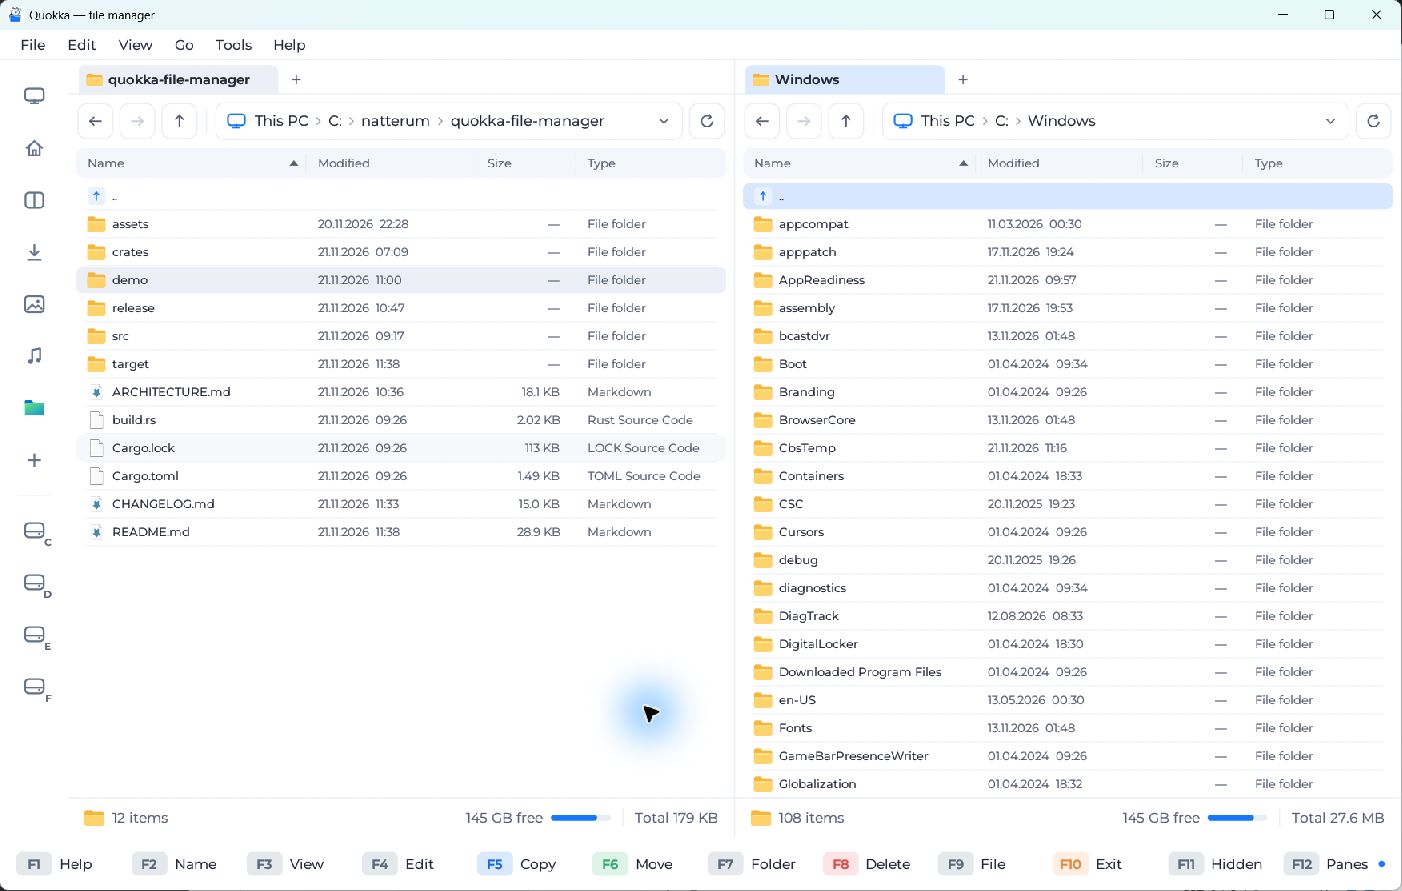 Quokka — file manager
File Edit View Go Tools Help
quokka-file-manager +
This PC > C: > natterum > quokka-file-manager
Name Modified Size Type
..
assets 20.11.2026 22:28 — File folder
crates 21.11.2026 07:09 — File folder
demo 21.11.2026 11:00 — File folder
release 21.11.2026 10:47 — File folder
src 21.11.2026 09:17 — File folder
target 21.11.2026 11:38 — File folder
ARCHITECTURE.md 21.11.2026 10:36 18.1 KB Markdown
build.rs 21.11.2026 09:26 2.02 KB Rust Source Code
Cargo.lock 21.11.2026 09:26 113 KB LOCK Source Code
Cargo.toml 21.11.2026 09:26 1.49 KB TOML Source Code
CHANGELOG.md 21.11.2026 11:33 15.0 KB Markdown
README.md 21.11.2026 11:38 28.9 KB Markdown
C
D
E
F
12 items 145 GB free Total 179 KB
Windows +
This PC > C: > Windows
Name Modified Size Type
..
appcompat 11.03.2026 00:30 — File folder
apppatch 17.11.2026 19:24 — File folder
AppReadiness 21.11.2026 09:57 — File folder
assembly 17.11.2026 19:53 — File folder
bcastdvr 13.11.2026 01:48 — File folder
Boot 01.04.2024 09:34 — File folder
Branding 01.04.2024 09:26 — File folder
BrowserCore 13.11.2026 01:48 — File folder
CbsTemp 21.11.2026 11:16 — File folder
Containers 01.04.2024 18:33 — File folder
CSC 20.11.2025 19:23 — File folder
Cursors 01.04.2024 09:26 — File folder
debug 20.11.2025 19:26 — File folder
diagnostics 01.04.2024 09:34 — File folder
DiagTrack 12.08.2026 08:33 — File folder
DigitalLocker 01.04.2024 18:30 — File folder
Downloaded Program Files 01.04.2024 09:26 — File folder
en-US 13.05.2026 00:30 — File folder
Fonts 13.11.2026 01:48 — File folder
GameBarPresenceWriter 01.04.2024 09:26 — File folder
Globalization 01.04.2024 18:32 — File folder
108 items 145 GB free Total 27.6 MB
F1 Help F2 Name F3 View F4 Edit F5 Copy F6 Move F7 Folder F8 Delete F9 File F10 Exit F11 Hidden F12 Panes